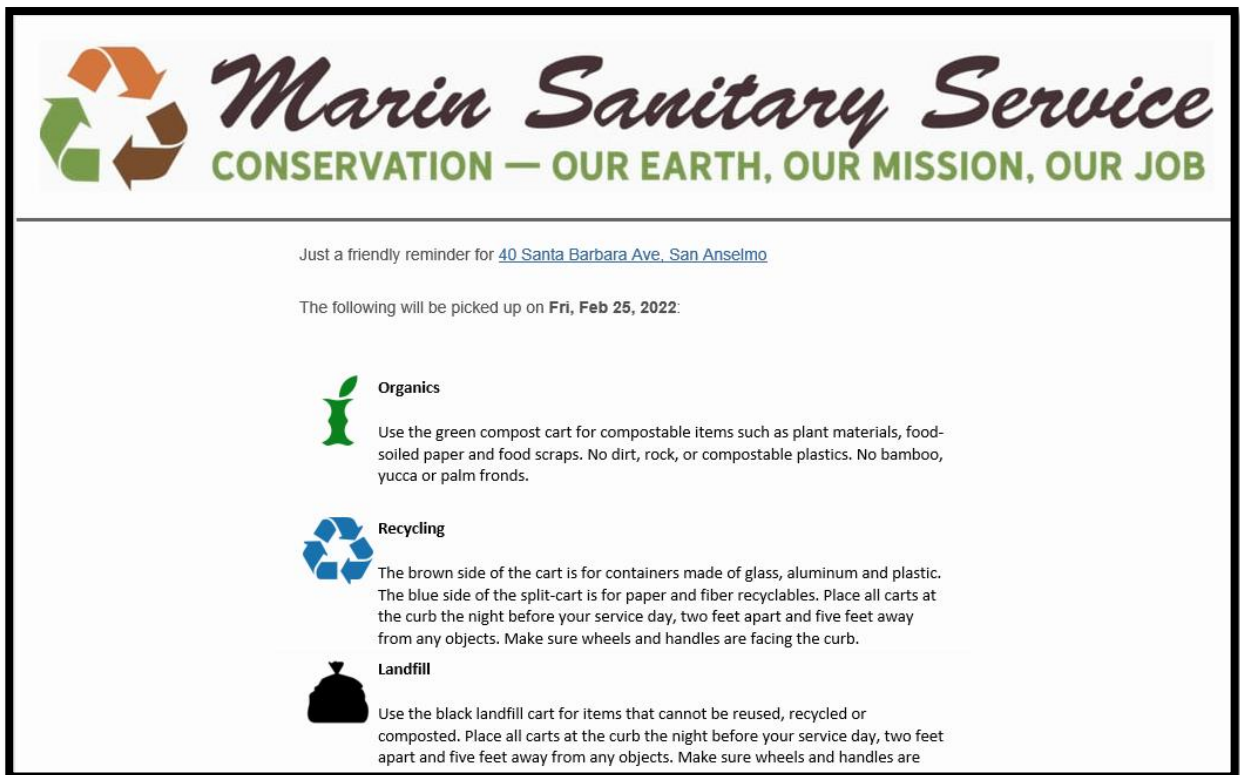 Marin Sanitary Service
CONSERVATION — OUR EARTH, OUR MISSION, OUR JOB
Just a friendly reminder for 40 Santa Barbara Ave, San Anselmo
The following will be picked up on Fri, Feb 25, 2022:
Organics
Use the green compost cart for compostable items such as plant materials, food-
soiled paper and food scraps. No dirt, rock, or compostable plastics. No bamboo,
yucca or palm fronds.
Recycling
The brown side of the cart is for containers made of glass, aluminum and plastic.
The blue side of the split-cart is for paper and fiber recyclables. Place all carts at
the curb the night before your service day, two feet apart and five feet away
from any objects. Make sure wheels and handles are facing the curb.
Landfill
Use the black landfill cart for items that cannot be reused, recycled or
composted. Place all carts at the curb the night before your service day, two feet
apart and five feet away from any objects. Make sure wheels and handles are